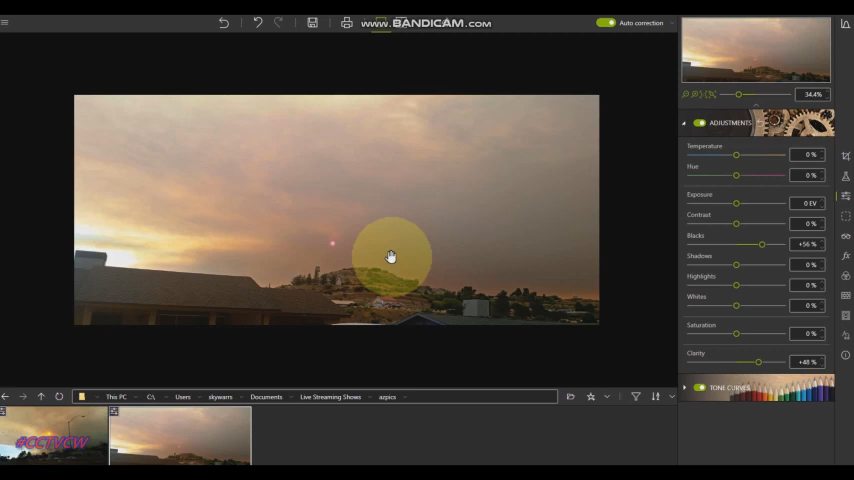 www.BANDICAM.com
Auto correction
34.4%
ADJUSTMENTS
Temperature
0 %
Hue
0 %
Exposure
0 EV
Contrast
0 %
Blacks
+56 %
Shadows
0 %
Highlights
0 %
Whites
0 %
Saturation
0 %
Clarity
+48 %
TONE CURVES
This PC
C:\
Users
skywarrs
Documents
Live Streaming Shows
azpics
#CCTVCW